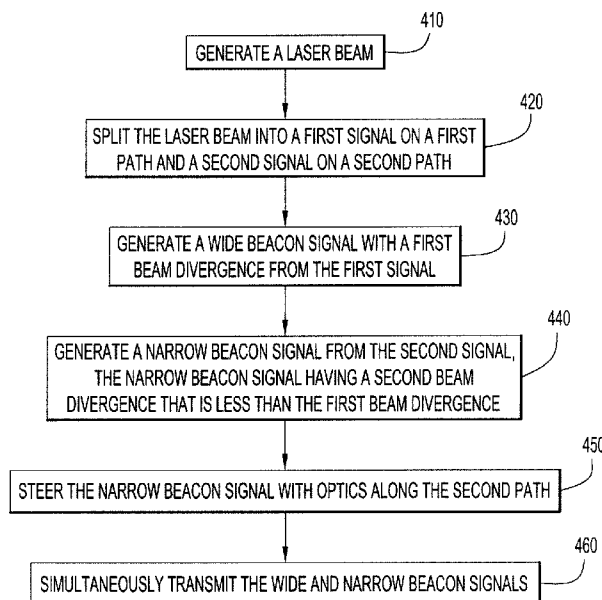 410
GENERATE A LASER BEAM
420
SPLIT THE LASER BEAM INTO A FIRST SIGNAL ON A FIRST
PATH AND A SECOND SIGNAL ON A SECOND PATH
430
GENERATE A WIDE BEACON SIGNAL WITH A FIRST
BEAM DIVERGENCE FROM THE FIRST SIGNAL
440
GENERATE A NARROW BEACON SIGNAL FROM THE SECOND SIGNAL,
THE NARROW BEACON SIGNAL HAVING A SECOND BEAM
DIVERGENCE THAT IS LESS THAN THE FIRST BEAM DIVERGENCE
450
STEER THE NARROW BEACON SIGNAL WITH OPTICS ALONG THE SECOND PATH
460
SIMULTANEOUSLY TRANSMIT THE WIDE AND NARROW BEACON SIGNALS